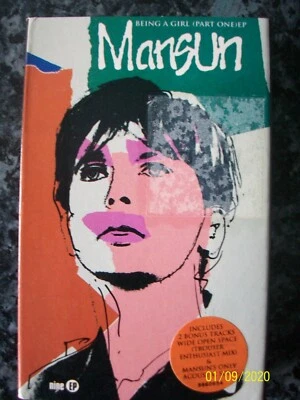 BEING A GIRL (PART ONE) EP
Mansun
INCLUDES
2 BONUS TRACKS
WIDE OPEN SPACE
(TROUSER
ENTHUSIAST MIX)
&
MANSUN'S ONLY
nine EP
01/09/2020